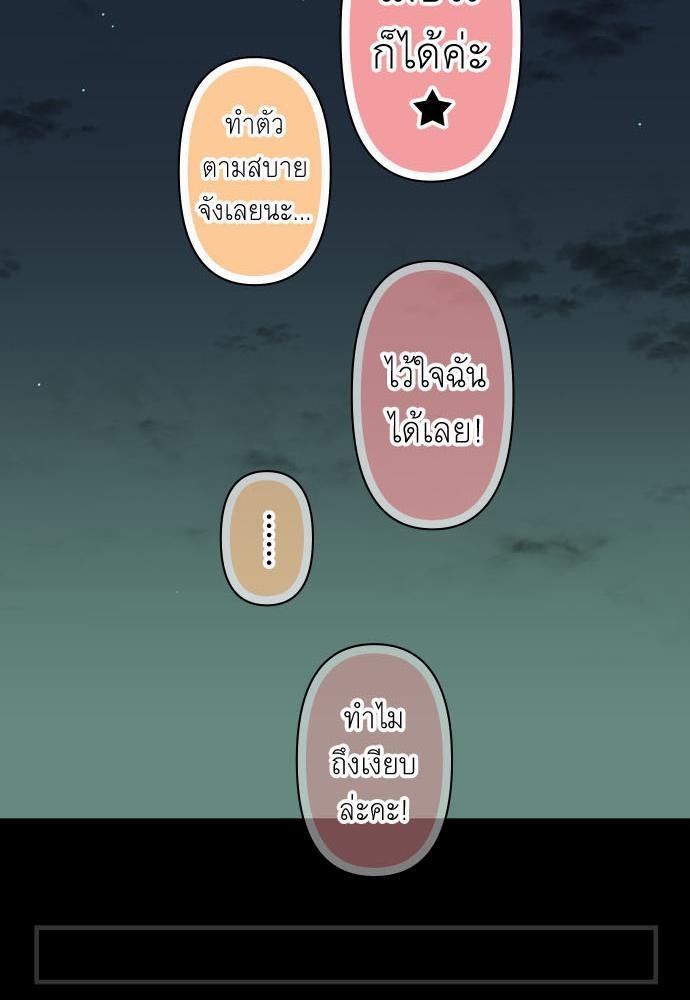 ก็ได้ค่ะ
★
ทำตัว
ตามสบาย
จังเลยนะ...
ไว้ใจฉัน
ได้เลย!
.......
ทำไม
ถึงเงียบ
ล่ะคะ!